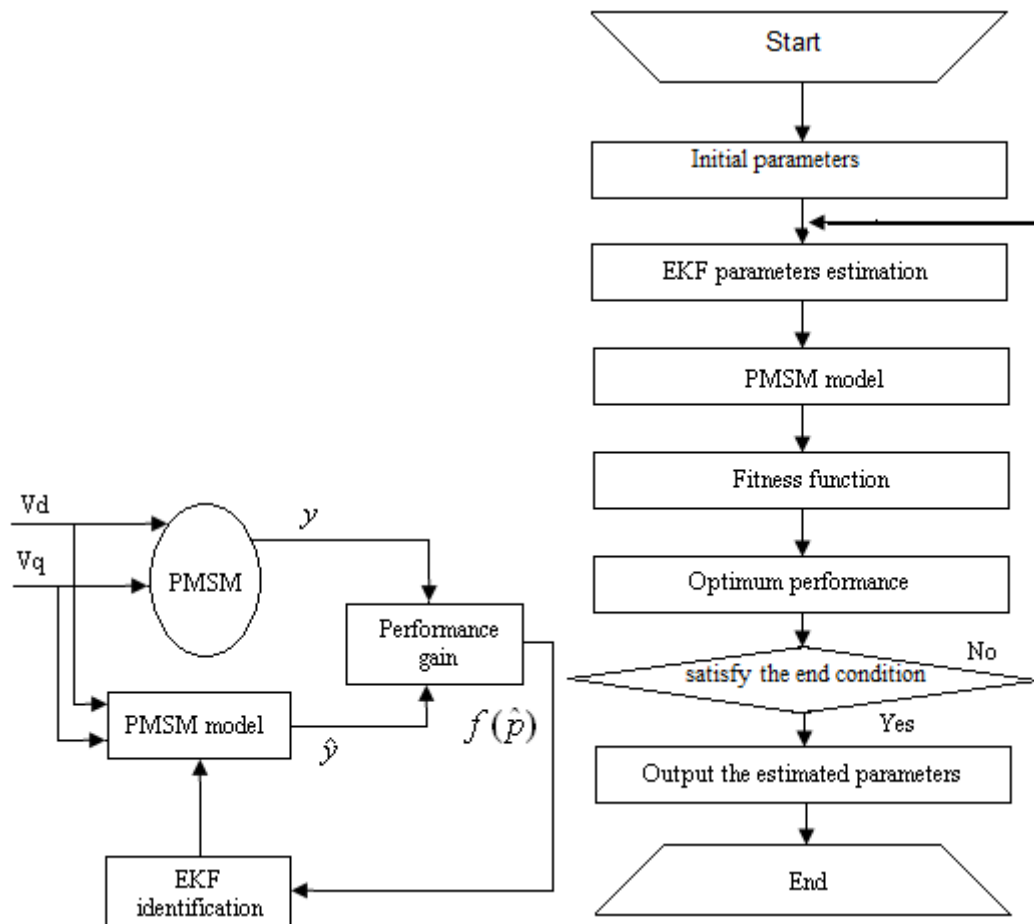 Vd
Vq
PMSM
y
Performance
gain
PMSM model
ŷ
f(p̂)
EKF
identification
Start
Initial parameters
EKF parameters estimation
PMSM model
Fitness function
Optimum performance
satisfy the end condition
No
Yes
Output the estimated parameters
End